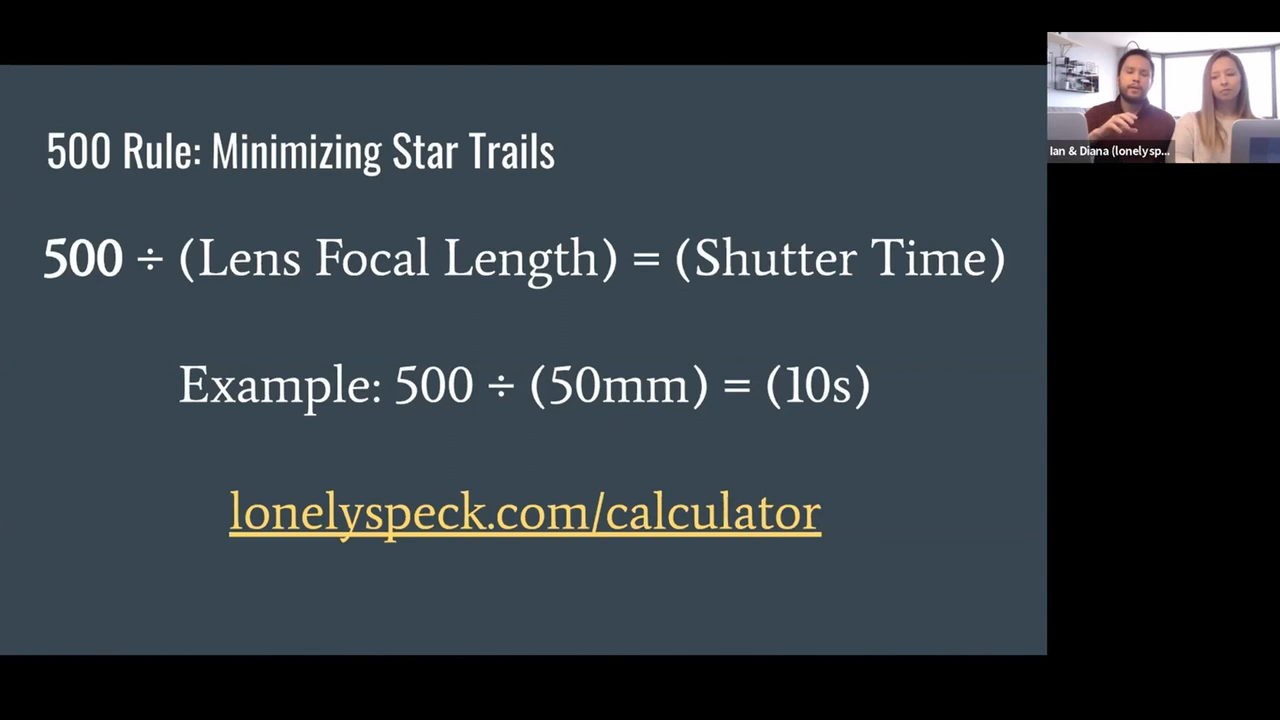 500 Rule: Minimizing Star Trails
500 ÷ (Lens Focal Length) = (Shutter Time)
Example: 500 ÷ (50mm) = (10s)
lonelyspeck.com/calculator
Ian & Diana (lonelysp...